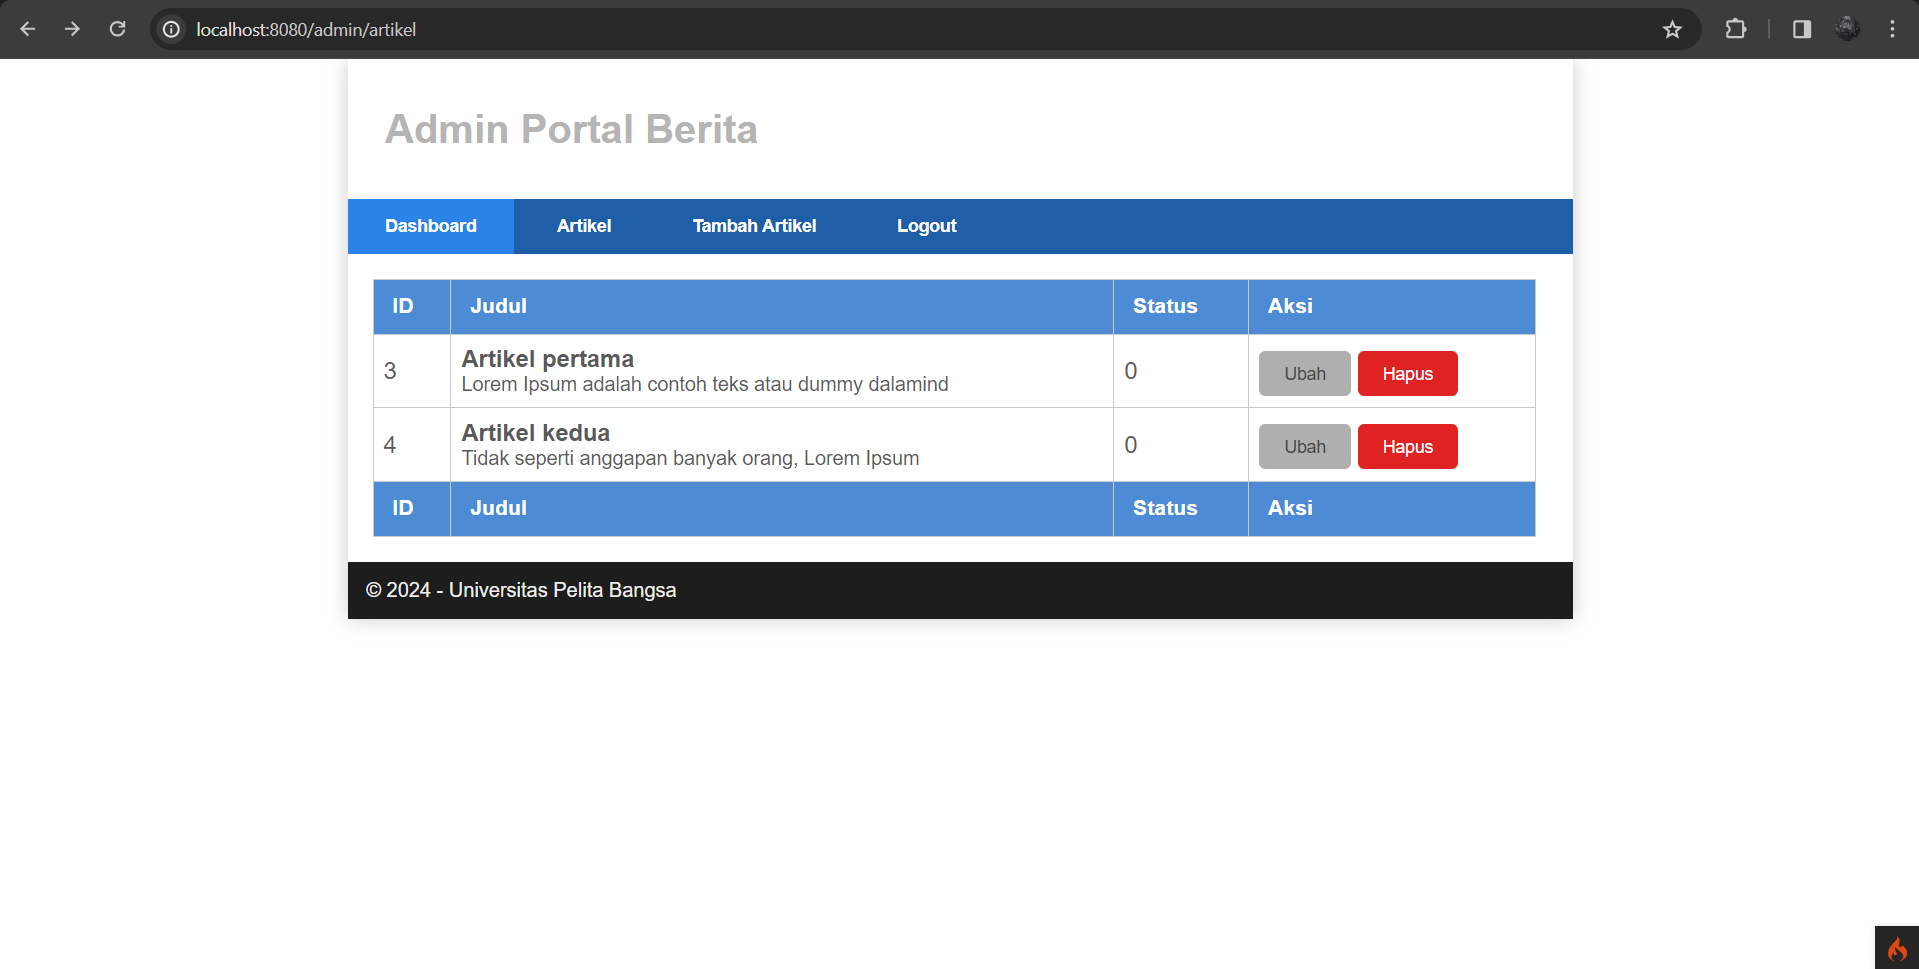 localhost:8080/admin/artikel
Admin Portal Berita
Dashboard Artikel Tambah Artikel Logout
ID Judul Status Aksi
3 Artikel pertama 0 Ubah Hapus
Lorem Ipsum adalah contoh teks atau dummy dalamind
4 Artikel kedua 0 Ubah Hapus
Tidak seperti anggapan banyak orang, Lorem Ipsum
ID Judul Status Aksi
© 2024 - Universitas Pelita Bangsa